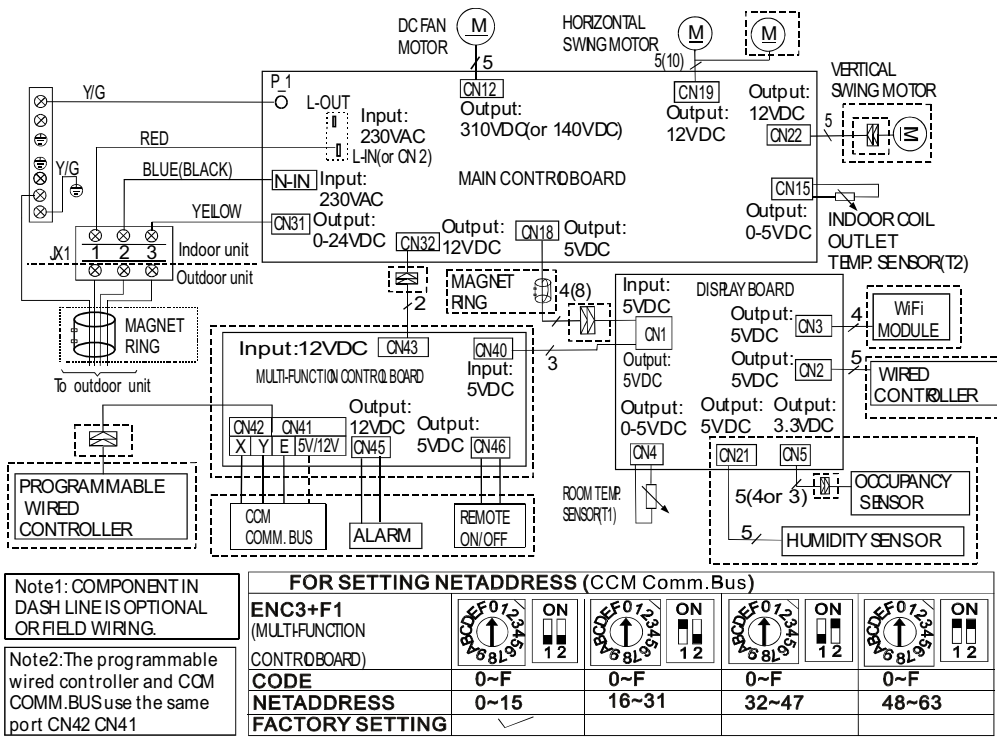 DC FAN
MOTOR
M
5
HORIZONTAL
SWING MOTOR
M
M
5(10)
VERTICAL
SWING MOTOR
M
5
P_1
Y/G
L-OUT
Input:
230VAC
L-IN(or CN2)
RED
BLUE(BLACK)
N-IN
Input:
230VAC
YELLOW
CN31
Output:
0-24VDC
Y/G
CN12
Output:
310VDC(or 140VDC)
CN19
Output:
12VDC
Output:
12VDC
CN22
MAIN CONTROLBOARD
CN15
Output:
0-5VDC
INDOOR COIL
OUTLET
TEMP. SENSOR(T2)
CN32
Output:
12VDC
CN18
Output:
5VDC
JX1
1 2 3
Indoor unit
Outdoor unit
MAGNET
RING
To outdoor unit
2
MAGNET
RING
4(8)
Input:
5VDC
CN1
Output:
5VDC
DISPLAY BOARD
Output:
5VDC
CN3
4
WiFi
MODULE
Output:
5VDC
CN2
5
WIRED
CONTROLLER
Input:12VDC
CN43
CN40
Input:
5VDC
3
MULTI-FUNCTION CONTROL BOARD
CN42
CN41
X Y E 5V/12V
Output:
12VDC
CN45
Output:
5VDC
CN46
Output:
0-5VDC
CN4
Output:
5VDC
CN21
Output:
3.3VDC
CN5
ROOM TEMP.
SENSOR(T1)
5(4or 3)
OCCUPANCY
SENSOR
5
HUMIDITY SENSOR
PROGRAMMABLE
WIRED
CONTROLLER
CCM
COMM. BUS
ALARM
REMOTE
ON/OFF
Note1: COMPONENT IN
DASH LINE IS OPTIONAL
OR FIELD WIRING.
Note2:The programmable
wired controller and CCM
COMM.BUS use the same
port CN42 CN41
FOR SETTING NETADDRESS (CCM Comm.Bus)
ENC3+F1
(MULTI-FUNCTION
CONTROLBOARD)
0123456789ABCDEF
ON
1 2
0123456789ABCDEF
ON
1 2
0123456789ABCDEF
ON
1 2
0123456789ABCDEF
ON
1 2
CODE 0~F 0~F 0~F 0~F
NETADDRESS 0~15 16~31 32~47 48~63
FACTORY SETTING ✓